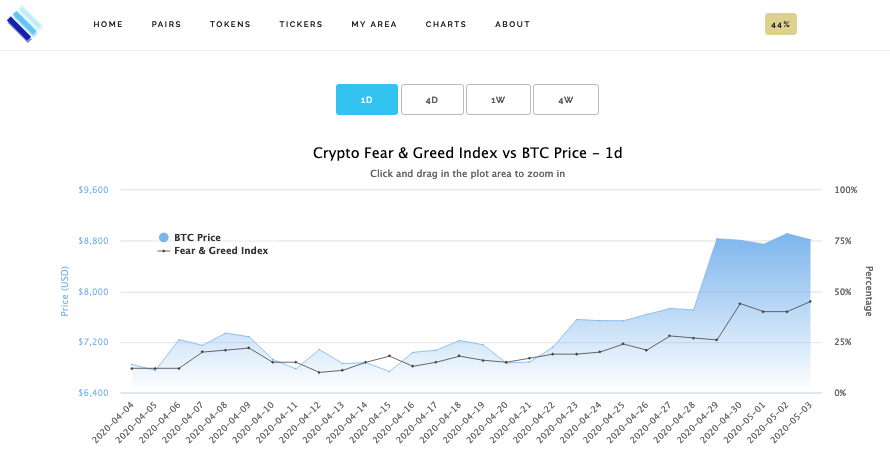 HOME PAIRS TOKENS TICKERS MY AREA CHARTS ABOUT 44%
1D 4D 1W 4W
Crypto Fear & Greed Index vs BTC Price - 1d
Click and drag in the plot area to zoom in
$9,600 100%
BTC Price
$8,800 75%
Fear & Greed Index
Price (USD)
Percentage
$8,000 50%
$7,200 25%
$6,400 0%
2020-04-04 2020-04-05 2020-04-06 2020-04-07 2020-04-08 2020-04-09 2020-04-10 2020-04-11 2020-04-12 2020-04-13 2020-04-14 2020-04-15 2020-04-16 2020-04-17 2020-04-18 2020-04-19 2020-04-20 2020-04-21 2020-04-22 2020-04-23 2020-04-24 2020-04-25 2020-04-26 2020-04-27 2020-04-28 2020-04-29 2020-04-30 2020-05-01 2020-05-02 2020-05-03